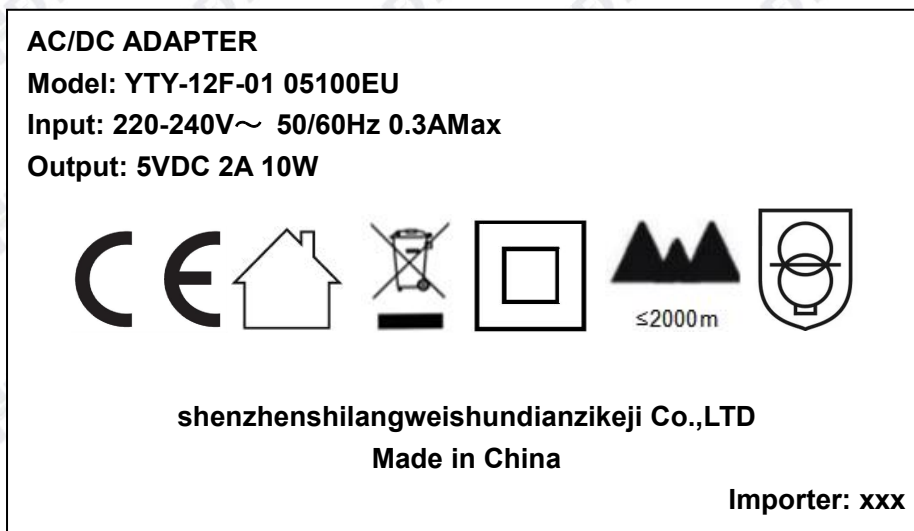 AC/DC ADAPTER
Model: YTY-12F-01 05100EU
Input: 220-240V～ 50/60Hz 0.3AMax
Output: 5VDC 2A 10W
CE
≤2000m
shenzhenshilangweishundianzikeji Co.,LTD
Made in China
Importer: xxx